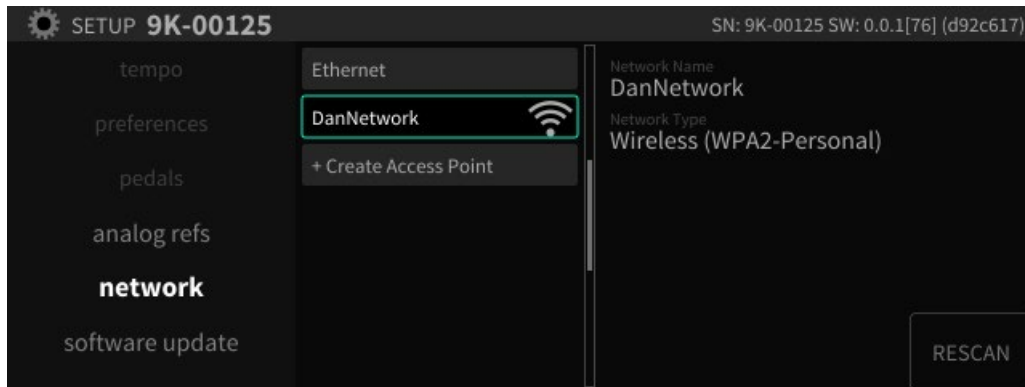 SETUP 9K-00125
SN: 9K-00125 SW: 0.0.1[76] (d92c617)
tempo
preferences
pedals
analog refs
network
software update
Ethernet
DanNetwork
+ Create Access Point
Network Name
DanNetwork
Network Type
Wireless (WPA2-Personal)
RESCAN